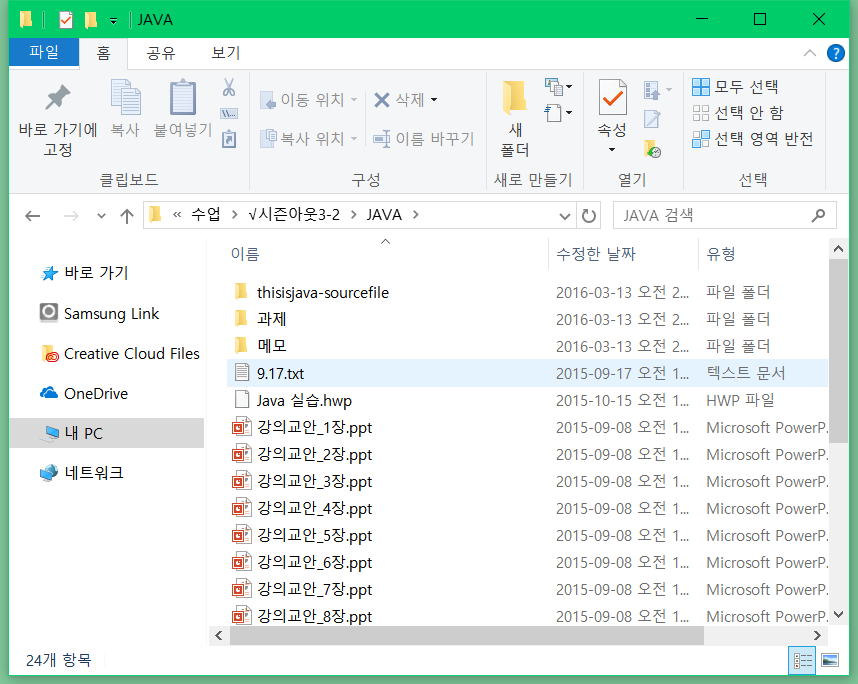 JAVA
파일 홈 공유 보기
바로 가기에 고정
복사
붙여넣기
클립보드
이동 위치
복사 위치
삭제
이름 바꾸기
구성
새 폴더
새로 만들기
속성
열기
모두 선택
선택 안 함
선택 영역 반전
선택
« 수업 > √시즌아웃3-2 > JAVA >
JAVA 검색
바로 가기
Samsung Link
Creative Cloud Files
OneDrive
내 PC
네트워크
이름 수정한 날짜 유형
thisisjava-sourcefile 2016-03-13 오전 2... 파일 폴더
과제 2016-03-13 오전 2... 파일 폴더
메모 2016-03-13 오전 2... 파일 폴더
9.17.txt 2015-09-17 오전 1... 텍스트 문서
Java 실습.hwp 2015-10-15 오전 1... HWP 파일
강의교안_1장.ppt 2015-09-08 오전 1... Microsoft PowerP.
강의교안_2장.ppt 2015-09-08 오전 1... Microsoft PowerP.
강의교안_3장.ppt 2015-09-08 오전 1... Microsoft PowerP.
강의교안_4장.ppt 2015-09-08 오전 1... Microsoft PowerP.
강의교안_5장.ppt 2015-09-08 오전 1... Microsoft PowerP.
강의교안_6장.ppt 2015-09-08 오전 1... Microsoft PowerP.
강의교안_7장.ppt 2015-09-08 오전 1... Microsoft PowerP.
강의교안_8장.ppt 2015-09-08 오전 1... Microsoft PowerP.
24개 항목